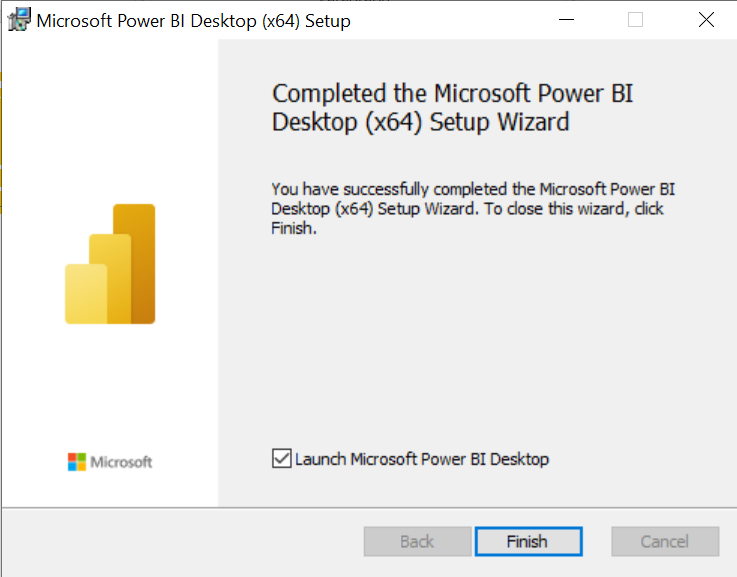 Microsoft Power BI Desktop (x64) Setup
Completed the Microsoft Power BI
Desktop (x64) Setup Wizard
You have successfully completed the Microsoft Power BI
Desktop (x64) Setup Wizard. To close this wizard, click
Finish.
Microsoft
Launch Microsoft Power BI Desktop
Back
Finish
Cancel